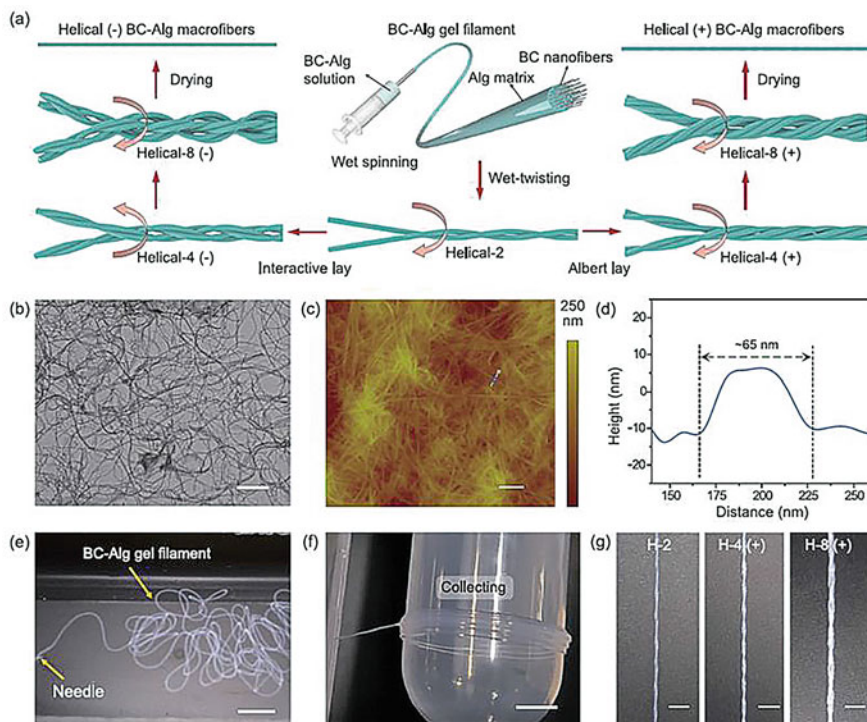 (a)
Helical (-) BC-Alg macrofibers
BC-Alg gel filament
Helical (+) BC-Alg macrofibers
BC-Alg
solution
Alg matrix
BC nanofibers
Drying
Drying
Helical-8 (-)
Wet spinning
Helical-8 (+)
Wet-twisting
Helical-4 (-)
Interactive lay
Helical-2
Albert lay
Helical-4 (+)
(b)
(c)
250
nm
0
(d)
Height (nm)
20
10
0
-10
-20
~65 nm
150
175
200
225
250
Distance (nm)
(e)
BC-Alg gel filament
Needle
(f)
Collecting
(g)
H-2
H-4 (+)
H-8 (+)